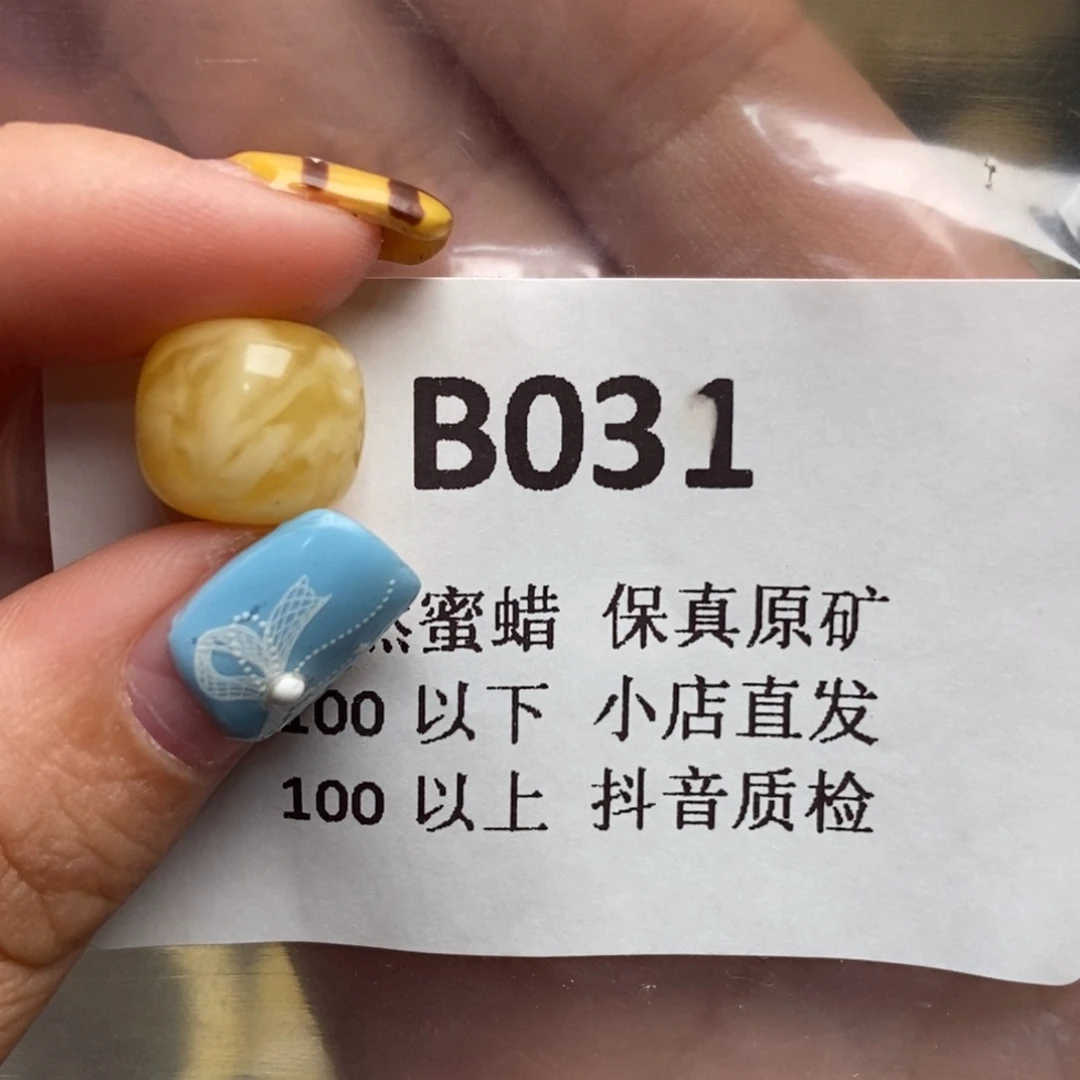 B031
然蜜蜡 保真原矿
100 以下 小店直发
100 以上 抖音质检